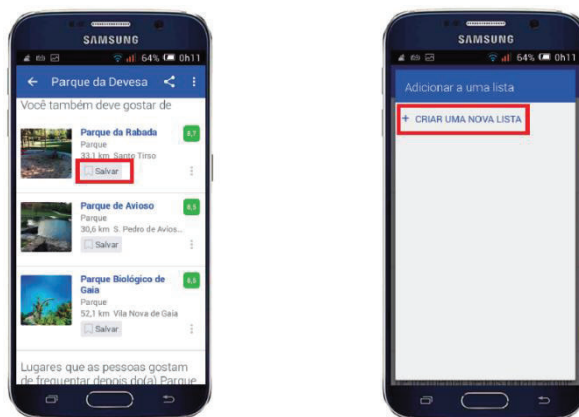 SAMSUNG
64% 0h11
Parque da Devesa
Você também deve gostar de
Parque da Rabada
8,7
Parque
33,1 km Santo Tirso
Salvar
Parque de Avioso
8,5
Parque
30,6 km S. Pedro de Avios...
Salvar
Parque Biológico de
Gaia
Parque
52,1 km Vila Nova de Gaia
Salvar
Lugares que as pessoas gostam
de frequentar depois do(a) Parque
SAMSUNG
64% 0h11
Adicionar a uma lista
+ CRIAR UMA NOVA LISTA